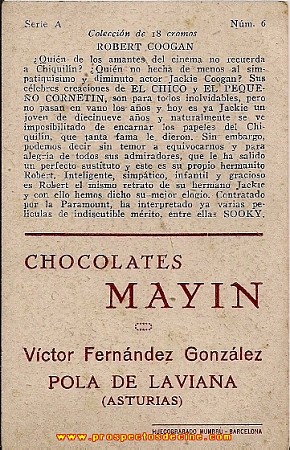 Serie A Núm. 6
Colección de 18 cromos
ROBERT COOGAN
¿Quién de los amantes del cinema no recuerda
a Chiquilín? ¿Quién no hecha de menos al sim-
patiquísimo y diminuto actor Jackie Coogan? Sus
célebres creaciones de EL CHICO y EL PEQUE-
ÑO CORNETIN, son para todos inolvidables, pero
no pasan en vano los años y hoy es ya Jackie un
joven de diecinueve años y naturalmente se ve
imposibilitado de encarnar los papeles del Chi-
quilín, que tanta fama le dieron. Sin embargo,
podemos decir sin temor a equivocarnos y para
alegría de todos sus admiradores, que le ha salido
un perfecto sustituto y este es su propio hermanito
Robert. Inteligente, simpático, infantil y gracioso
es Robert el mismo retrato de su hermano Jackie
y con ello hemos dicho su mejor elogio. Contratado
por la Paramount, ha interpretado ya varias pe-
lículas de indiscutible mérito, entre ellas SOOKY.
CHOCOLATES
MAYIN
Víctor Fernández González
POLA DE LAVIANA
(ASTURIAS)
HUECOGRABADO MUMBRÚ - BARCELONA
www.prospectosdecine.com